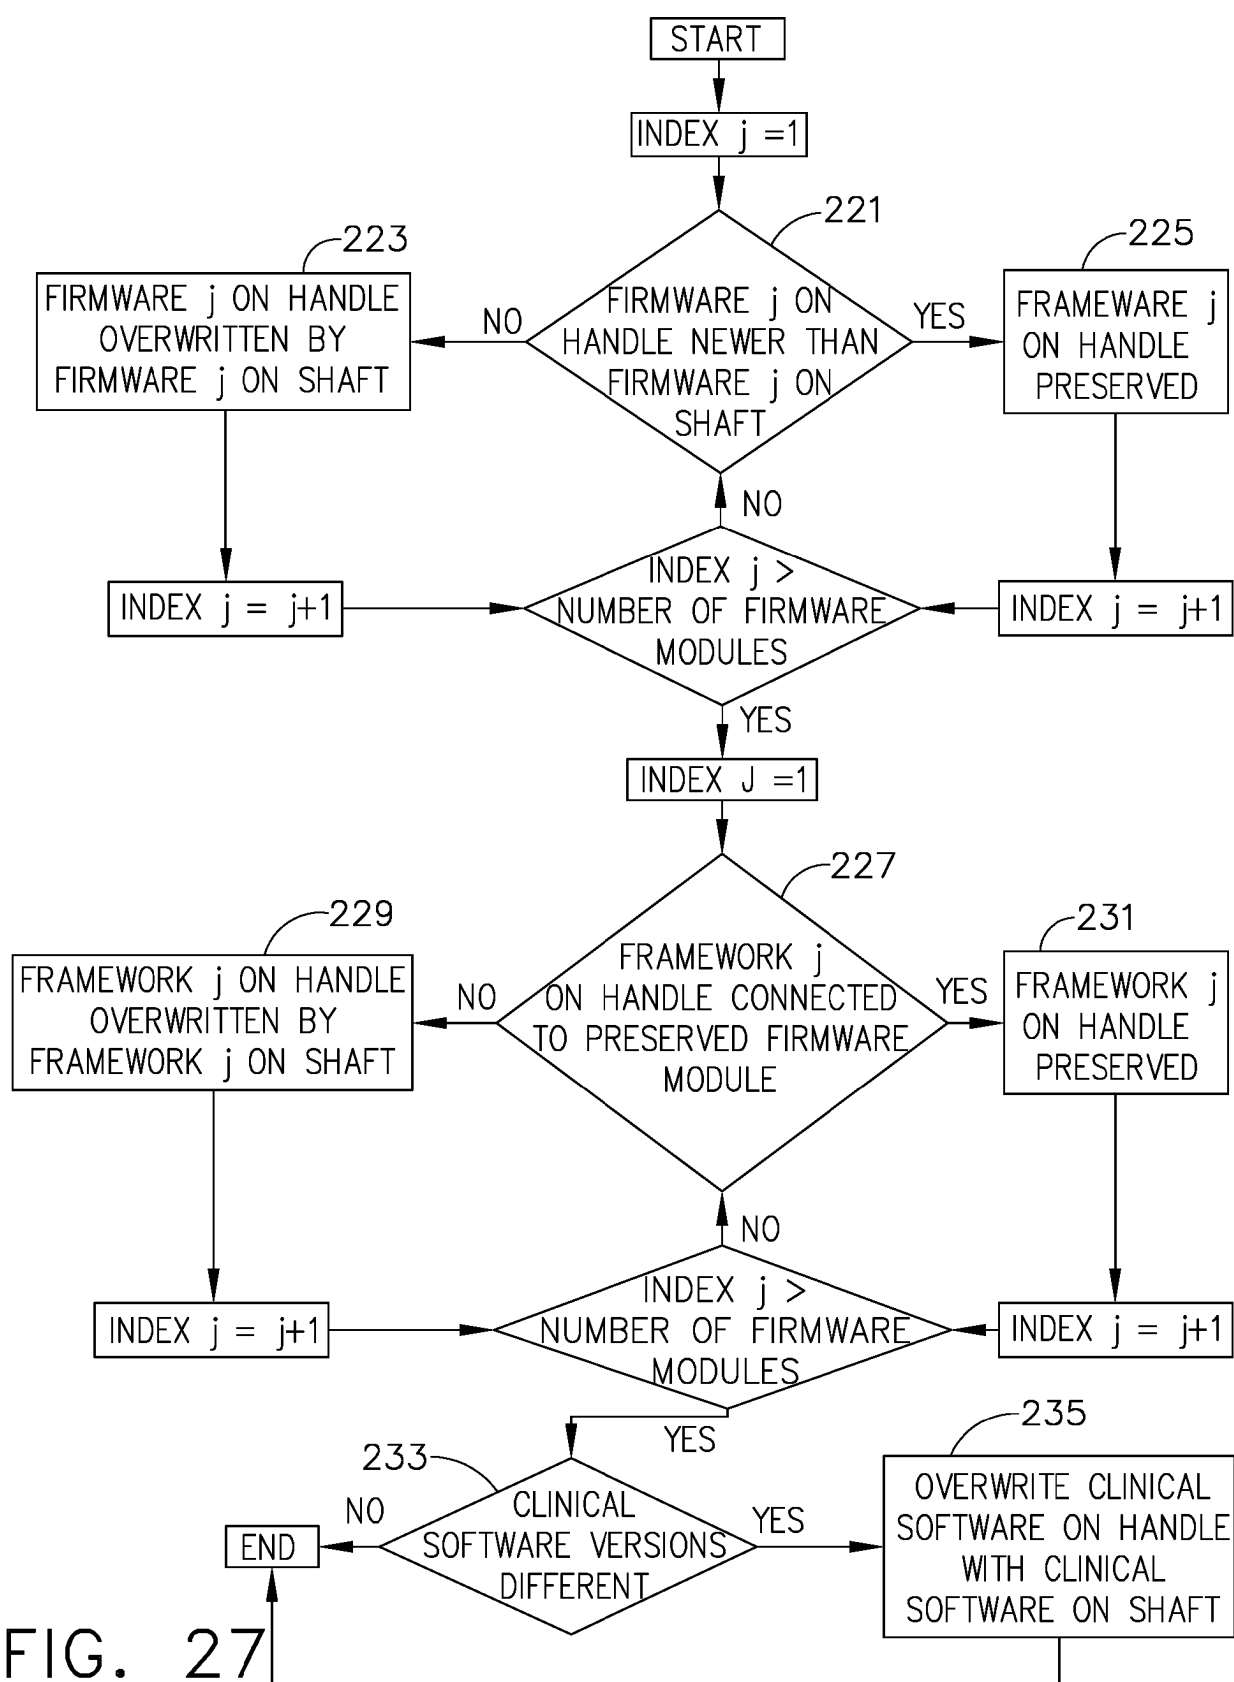 START
INDEX j =1
221
FIRMWARE j ON
HANDLE NEWER THAN
FIRMWARE j ON
SHAFT
NO
YES
223
FIRMWARE j ON HANDLE
OVERWRITTEN BY
FIRMWARE j ON SHAFT
225
FRAMEWARE j
ON HANDLE
PRESERVED
NO
INDEX j = j+1
INDEX j >
NUMBER OF FIRMWARE
MODULES
INDEX j = j+1
YES
INDEX J =1
227
FRAMEWORK j
ON HANDLE CONNECTED
TO PRESERVED FIRMWARE
MODULE
NO
YES
229
FRAMEWORK j ON HANDLE
OVERWRITTEN BY
FRAMEWORK j ON SHAFT
231
FRAMEWORK j
ON HANDLE
PRESERVED
NO
INDEX j = j+1
INDEX j >
NUMBER OF FIRMWARE
MODULES
INDEX j = j+1
YES
233
CLINICAL
SOFTWARE VERSIONS
DIFFERENT
NO
YES
END
235
OVERWRITE CLINICAL
SOFTWARE ON HANDLE
WITH CLINICAL
SOFTWARE ON SHAFT
FIG. 27